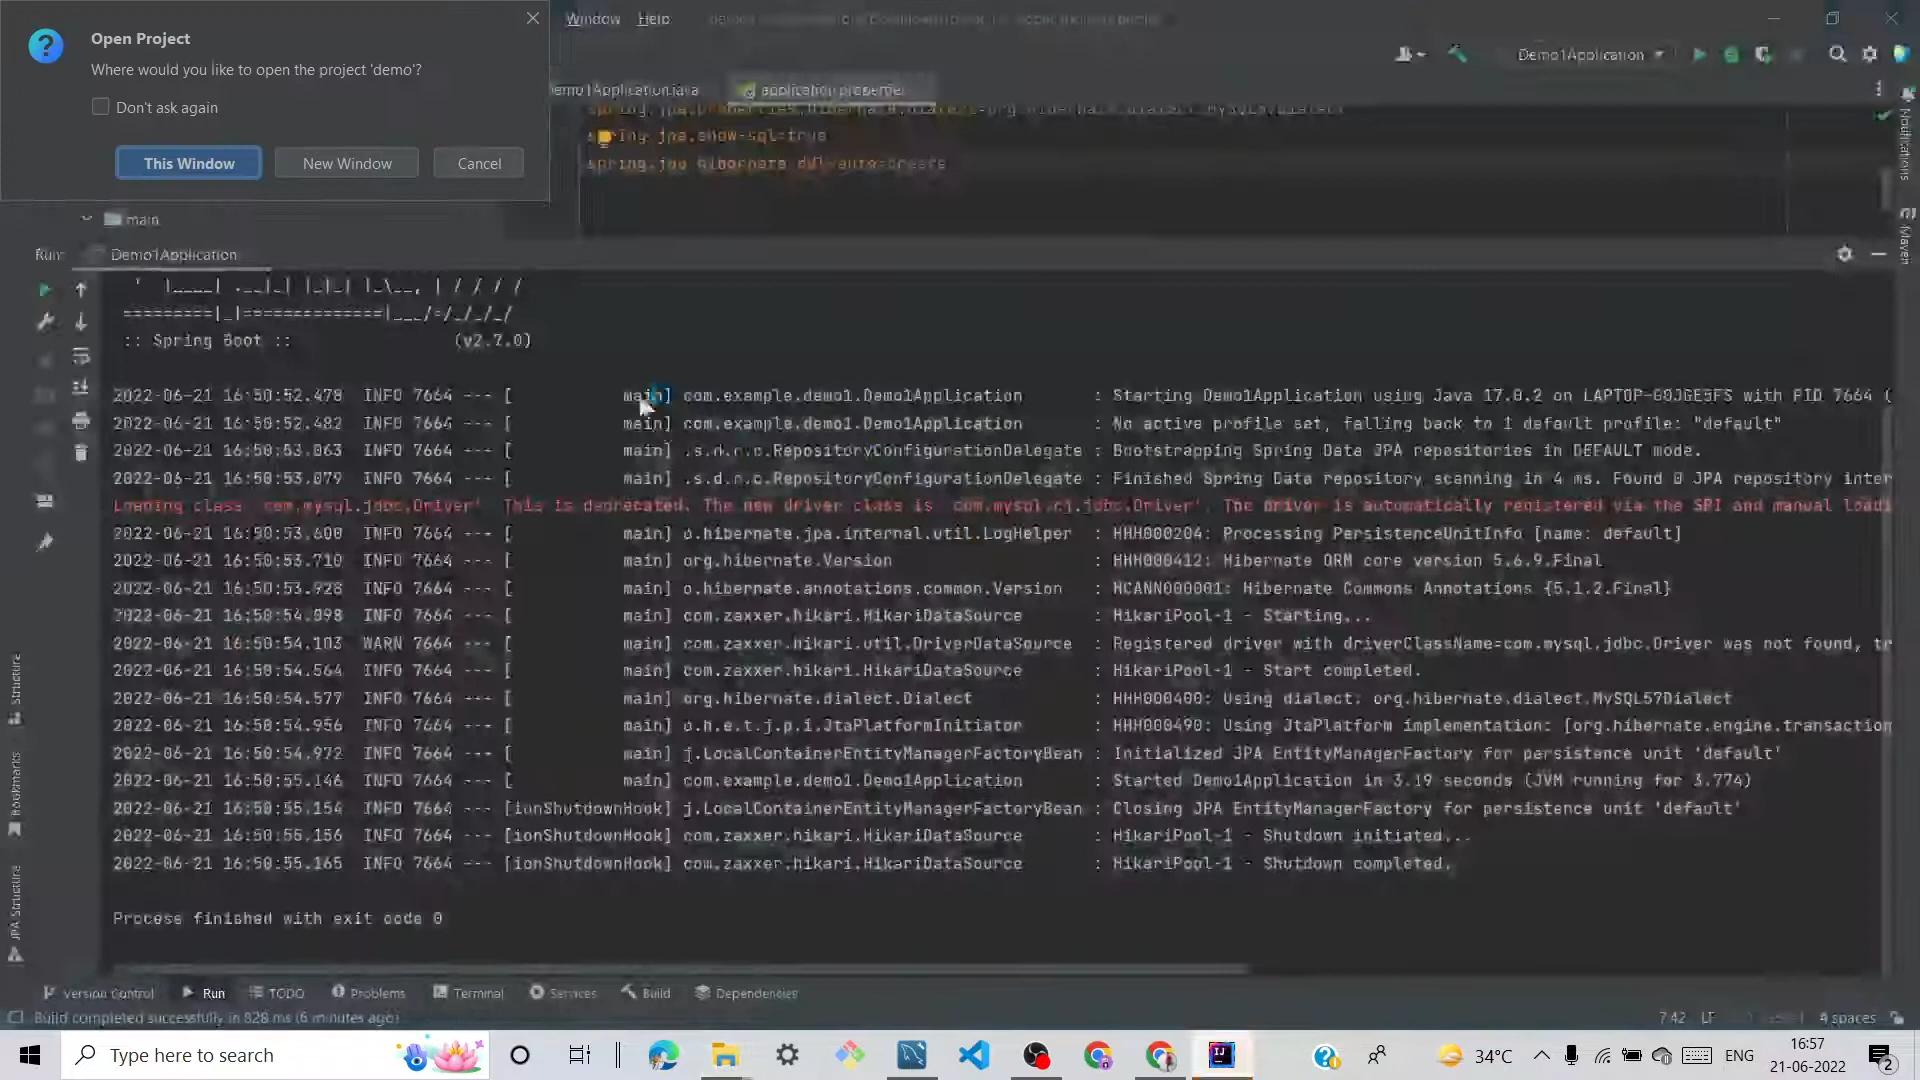 Open Project
Where would you like to open the project 'demo'?
Don't ask again
This Window
New Window
Cancel
Window Help
Demo1Application
Demo1Application.java
application.properties
spring.jpa.show-sql=true
spring.jpa.hibernate.ddl-auto=create
Notifications
Maven
main
Run:
Demo1Application
:: Spring Boot :: (v2.7.0)
2022-06-21 16:50:52.478 INFO 7664 --- [ main] com.example.demo1.Demo1Application : Starting Demo1Application using Java 17.0.2 on LAPTOP-G0JGE5FS with PID 7664 (
2022-06-21 16:50:52.482 INFO 7664 --- [ main] com.example.demo1.Demo1Application : No active profile set, falling back to 1 default profile: "default"
2022-06-21 16:50:53.063 INFO 7664 --- [ main] .s.d.r.c.RepositoryConfigurationDelegate : Bootstrapping Spring Data JPA repositories in DEFAULT mode.
2022-06-21 16:50:53.079 INFO 7664 --- [ main] .s.d.r.c.RepositoryConfigurationDelegate : Finished Spring Data repository scanning in 4 ms. Found 0 JPA repository inter
Loading class `com.mysql.jdbc.Driver'. This is deprecated. The new driver class is `com.mysql.cj.jdbc.Driver'. The driver is automatically registered via the SPI and manual loadi
2022-06-21 16:50:53.600 INFO 7664 --- [ main] o.hibernate.jpa.internal.util.LogHelper : HHH000204: Processing PersistenceUnitInfo [name: default]
2022-06-21 16:50:53.710 INFO 7664 --- [ main] org.hibernate.Version : HHH000412: Hibernate ORM core version 5.6.9.Final
2022-06-21 16:50:53.928 INFO 7664 --- [ main] o.hibernate.annotations.common.Version : HCANN000001: Hibernate Commons Annotations {5.1.2.Final}
2022-06-21 16:50:54.098 INFO 7664 --- [ main] com.zaxxer.hikari.HikariDataSource : HikariPool-1 - Starting...
2022-06-21 16:50:54.103 WARN 7664 --- [ main] com.zaxxer.hikari.util.DriverDataSource : Registered driver with driverClassName=com.mysql.jdbc.Driver was not found, tr
2022-06-21 16:50:54.564 INFO 7664 --- [ main] com.zaxxer.hikari.HikariDataSource : HikariPool-1 - Start completed.
2022-06-21 16:50:54.577 INFO 7664 --- [ main] org.hibernate.dialect.Dialect : HHH000400: Using dialect: org.hibernate.dialect.MySQL57Dialect
2022-06-21 16:50:54.956 INFO 7664 --- [ main] o.h.e.t.j.p.i.JtaPlatformInitiator : HHH000490: Using JtaPlatform implementation: [org.hibernate.engine.transaction
2022-06-21 16:50:54.972 INFO 7664 --- [ main] j.LocalContainerEntityManagerFactoryBean : Initialized JPA EntityManagerFactory for persistence unit 'default'
2022-06-21 16:50:55.146 INFO 7664 --- [ main] com.example.demo1.Demo1Application : Started Demo1Application in 3.19 seconds (JVM running for 3.774)
2022-06-21 16:50:55.154 INFO 7664 --- [ionShutdownHook] j.LocalContainerEntityManagerFactoryBean : Closing JPA EntityManagerFactory for persistence unit 'default'
2022-06-21 16:50:55.156 INFO 7664 --- [ionShutdownHook] com.zaxxer.hikari.HikariDataSource : HikariPool-1 - Shutdown initiated...
2022-06-21 16:50:55.165 INFO 7664 --- [ionShutdownHook] com.zaxxer.hikari.HikariDataSource : HikariPool-1 - Shutdown completed.
Process finished with exit code 0
Structure
Bookmarks
JPA Structure
Version Control Run TODO Problems Terminal Services Build Dependencies
Build completed successfully in 828 ms (6 minutes ago)
7:42 LF 4 spaces
Type here to search
34°C
ENG
16:57
21-06-2022
2